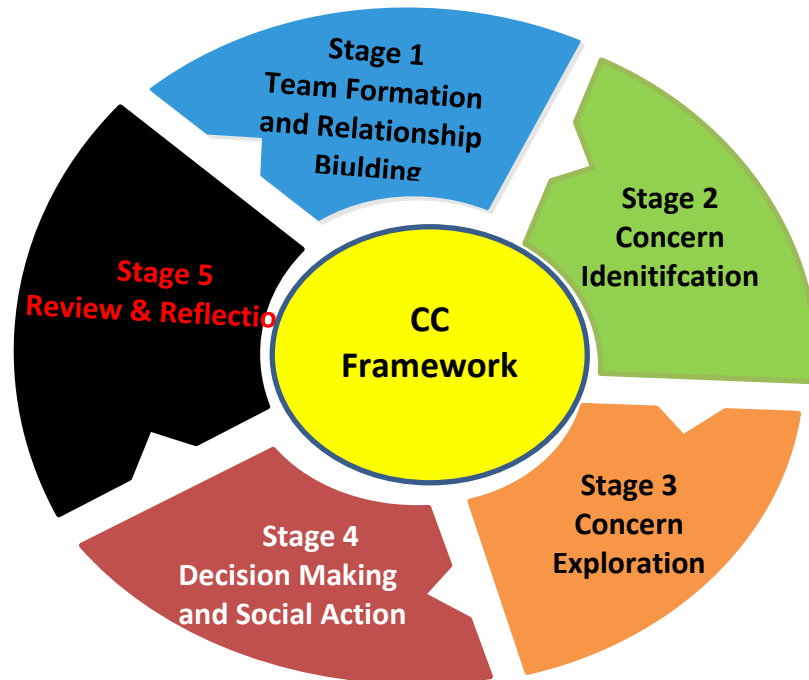 Stage 1
Team Formation
and Relationship
Biulding
Stage 2
Concern
Idenitifcation
Stage 3
Concern
Exploration
Stage 4
Decision Making
and Social Action
Stage 5
Review & Reflectio
CC
Framework